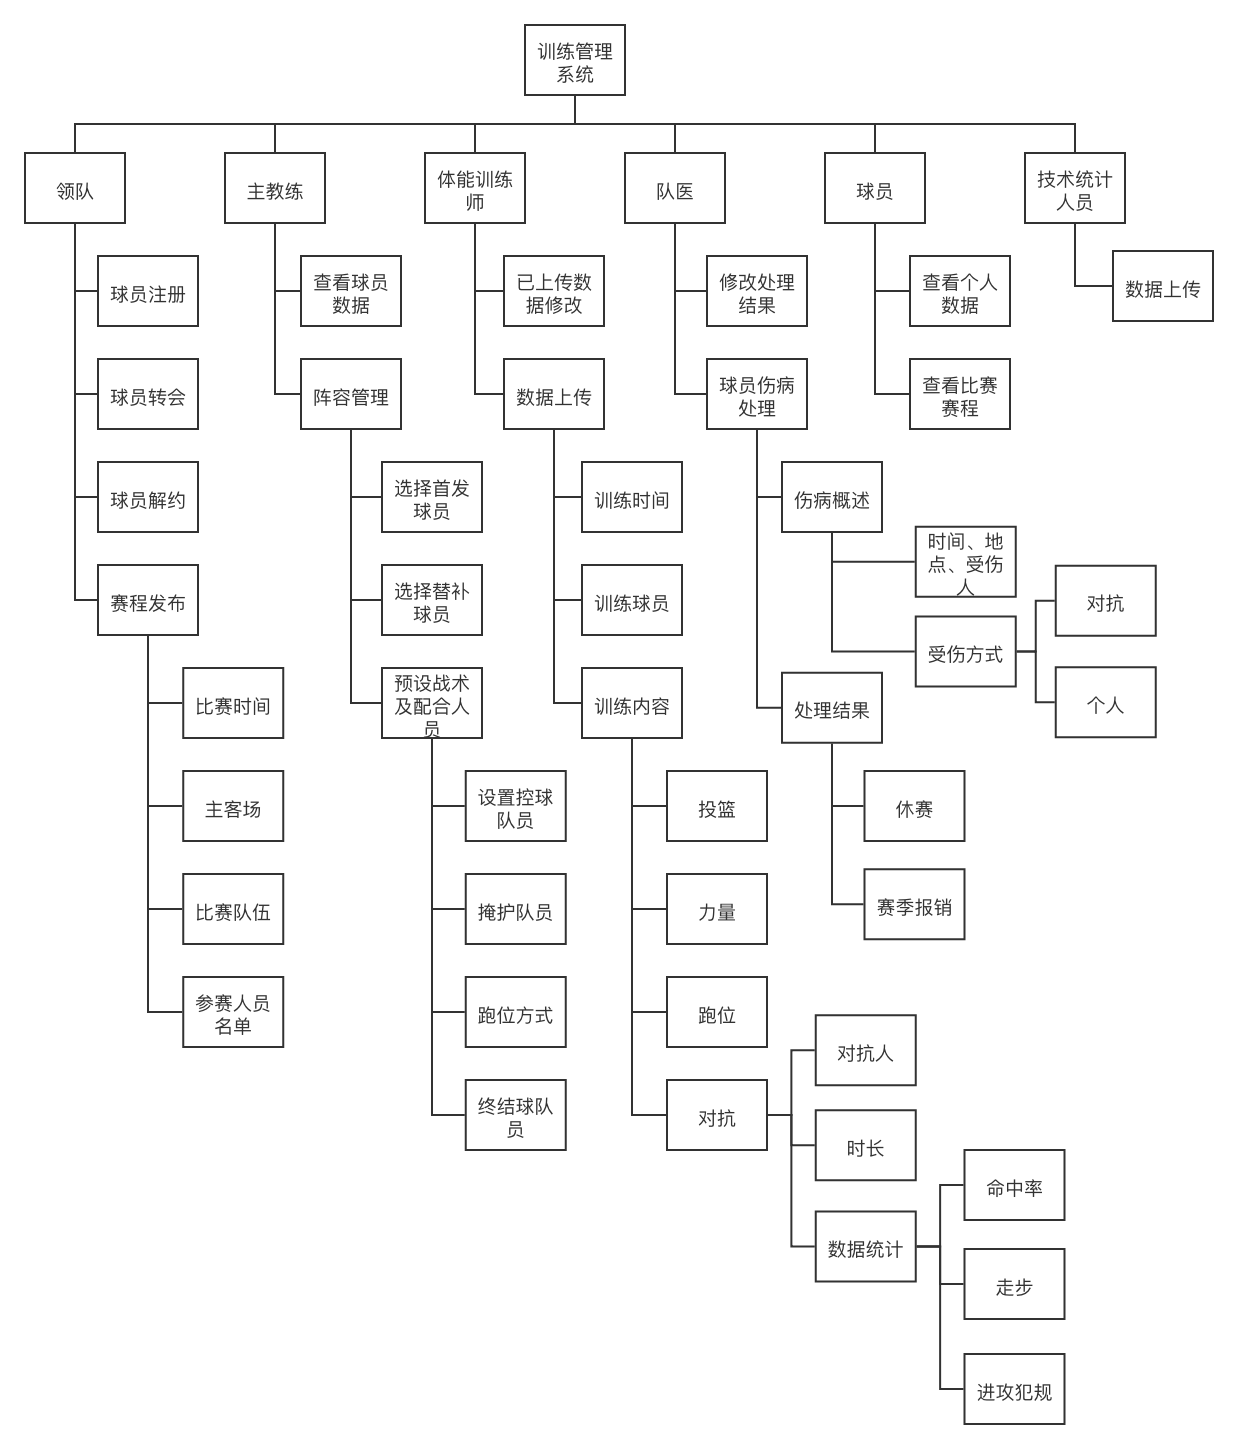 训练管理
系统
领队
主教练
体能训练
师
队医
球员
技术统计
人员
球员注册
查看球员
数据
已上传数
据修改
修改处理
结果
查看个人
数据
数据上传
球员转会
阵容管理
数据上传
球员伤病
处理
查看比赛
赛程
球员解约
选择首发
球员
训练时间
伤病概述
时间、地
点、受伤
人
对抗
赛程发布
选择替补
球员
训练球员
受伤方式
个人
比赛时间
预设战术
及配合人
员
训练内容
处理结果
主客场
设置控球
队员
投篮
休赛
比赛队伍
掩护队员
力量
赛季报销
参赛人员
名单
跑位方式
跑位
对抗人
终结球队
员
对抗
时长
命中率
数据统计
走步
进攻犯规